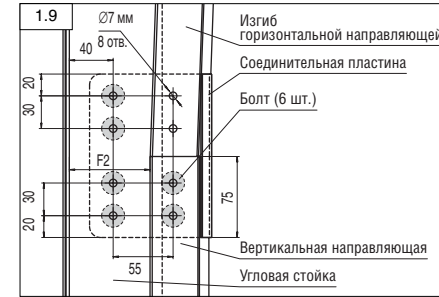 1.9
Ø7 мм
8 отв.
40
Изгиб
горизонтальной направляющей
Соединительная пластина
Болт (6 шт.)
20
30
F2
30
20
75
55
Вертикальная направляющая
Угловая стойка